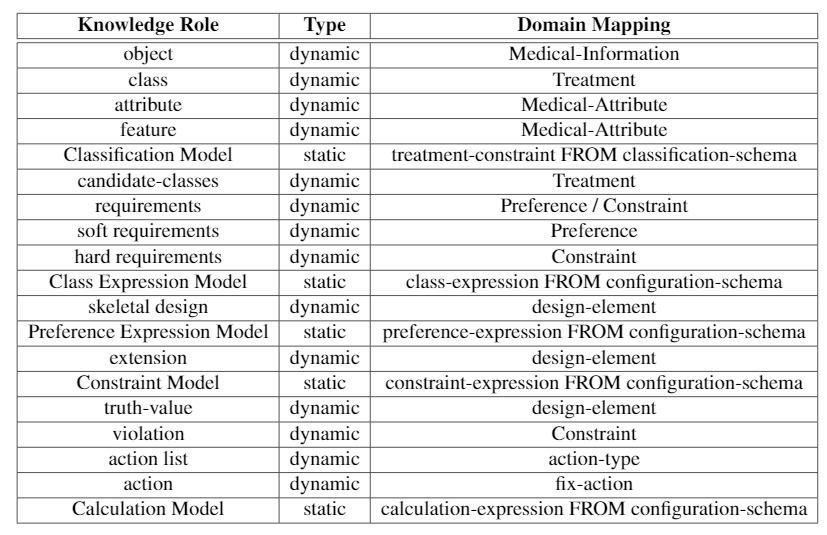 Knowledge Role Type Domain Mapping
object dynamic Medical-Information
class dynamic Treatment
attribute dynamic Medical-Attribute
feature dynamic Medical-Attribute
Classification Model static treatment-constraint FROM classification-schema
candidate-classes dynamic Treatment
requirements dynamic Preference / Constraint
soft requirements dynamic Preference
hard requirements dynamic Constraint
Class Expression Model static class-expression FROM configuration-schema
skeletal design dynamic design-element
Preference Expression Model static preference-expression FROM configuration-schema
extension dynamic design-element
Constraint Model static constraint-expression FROM configuration-schema
truth-value dynamic design-element
violation dynamic Constraint
action list dynamic action-type
action dynamic fix-action
Calculation Model static calculation-expression FROM configuration-schema